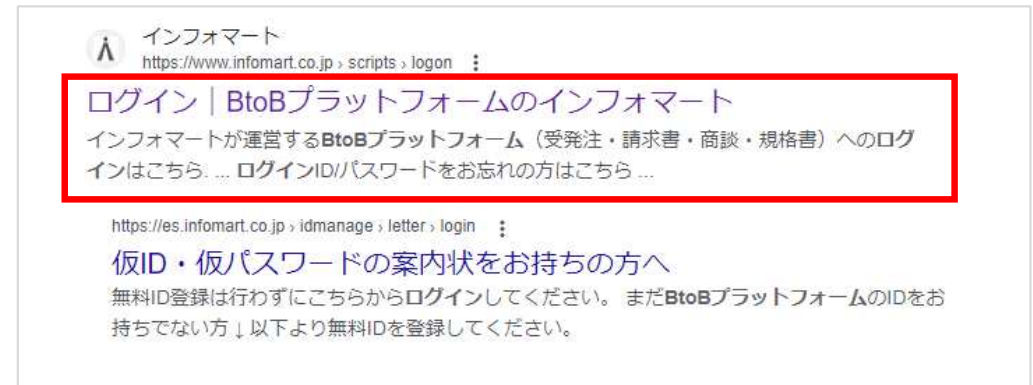 インフォマート
https://www.infomart.co.jp › scripts › logon
ログイン｜BtoBプラットフォームのインフォマート
インフォマートが運営するBtoBプラットフォーム（受発注・請求書・商談・規格書）へのログ
インはこちら. ... ログインID/パスワードをお忘れの方はこちら ...
https://es.infomart.co.jp › idmanage › letter › login
仮ID・仮パスワードの案内状をお持ちの方へ
無料ID登録は行わずにこちらからログインしてください。 まだBtoBプラットフォームのIDをお
持ちでない方 ↓ 以下より無料IDを登録してください。